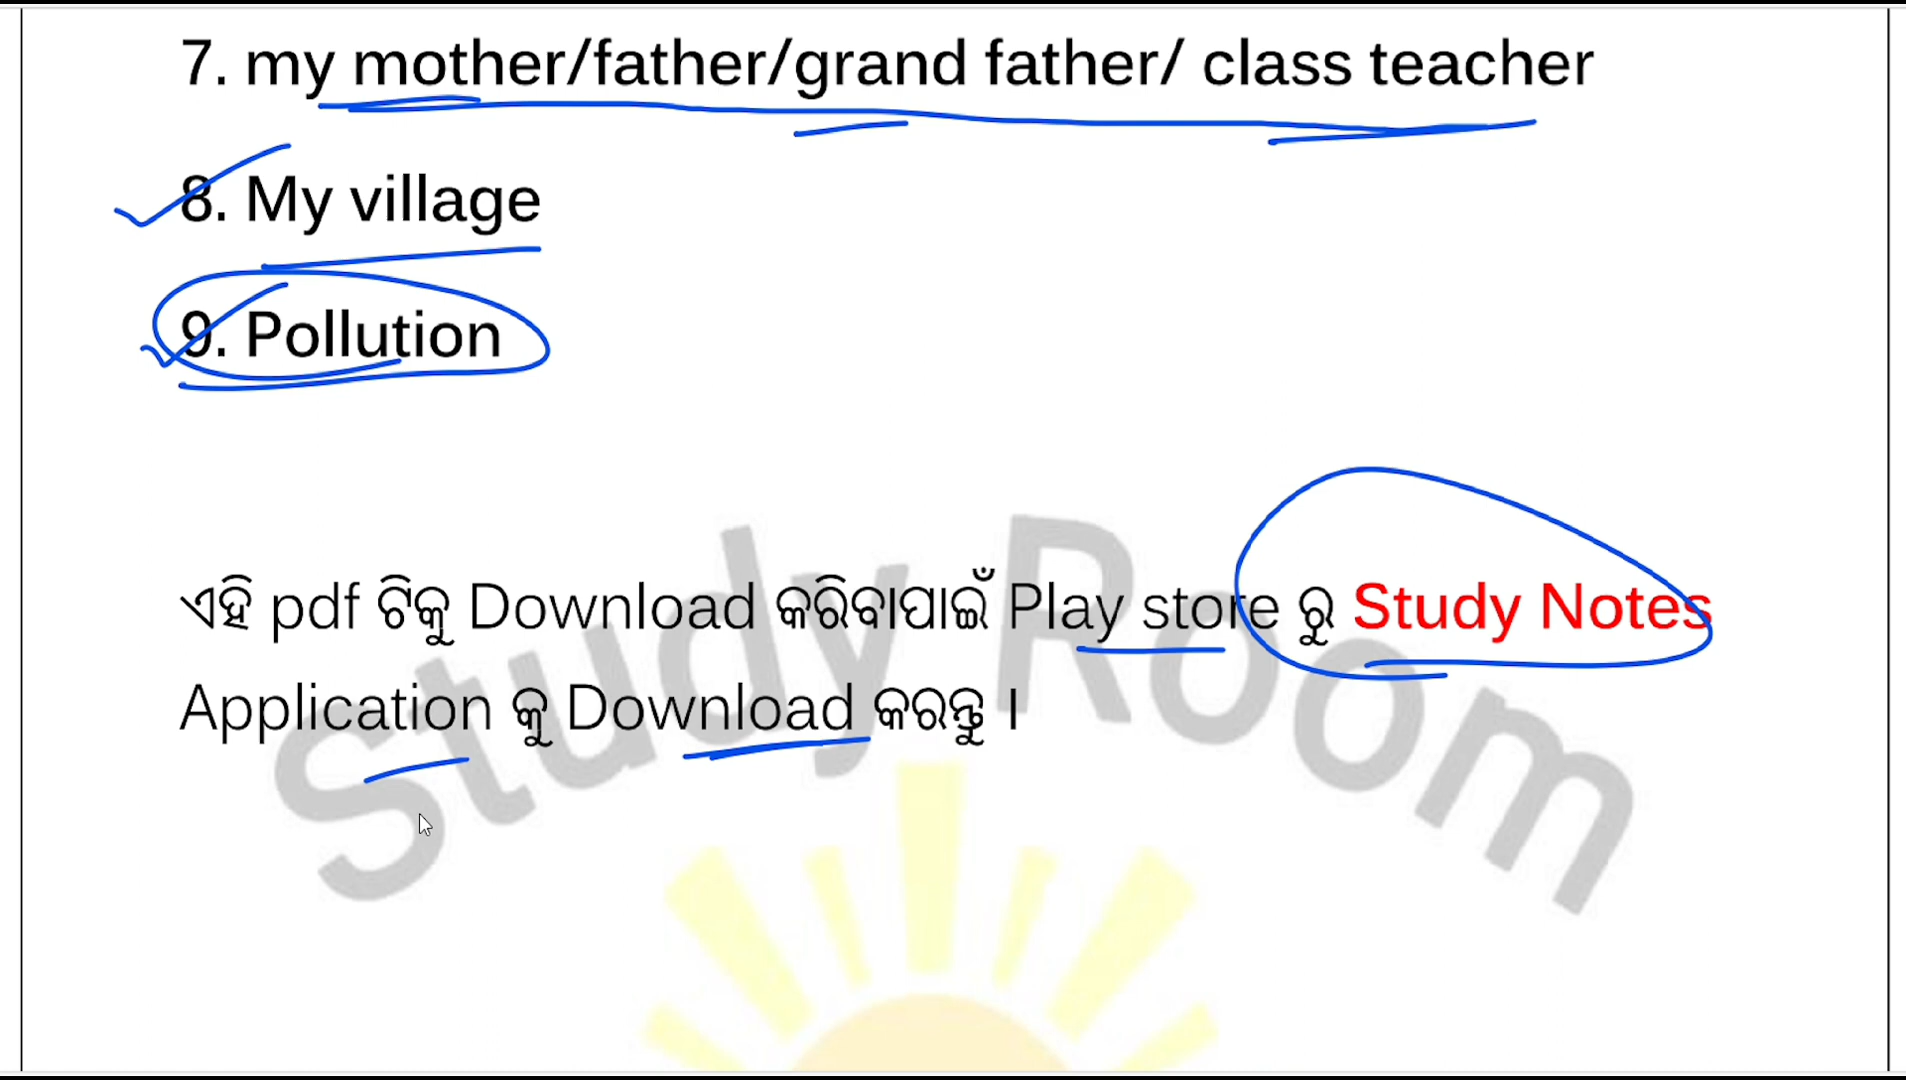 7. my mother/father/grand father/ class teacher
8. My village
9. Pollution
ଏହି pdf ଟିକୁ Download କରିବାପାଇଁ Play store ରୁ Study Notes
Application କୁ Download କରନ୍ତୁ ।
Study Room